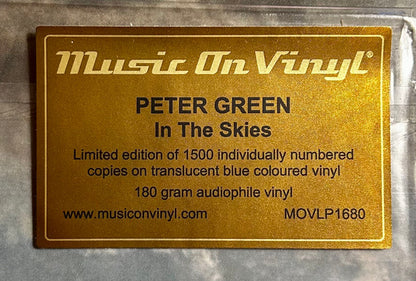 Music On Vinyl®
PETER GREEN
In The Skies
Limited edition of 1500 individually numbered
copies on translucent blue coloured vinyl
180 gram audiophile vinyl
www.musiconvinyl.com MOVLP1680